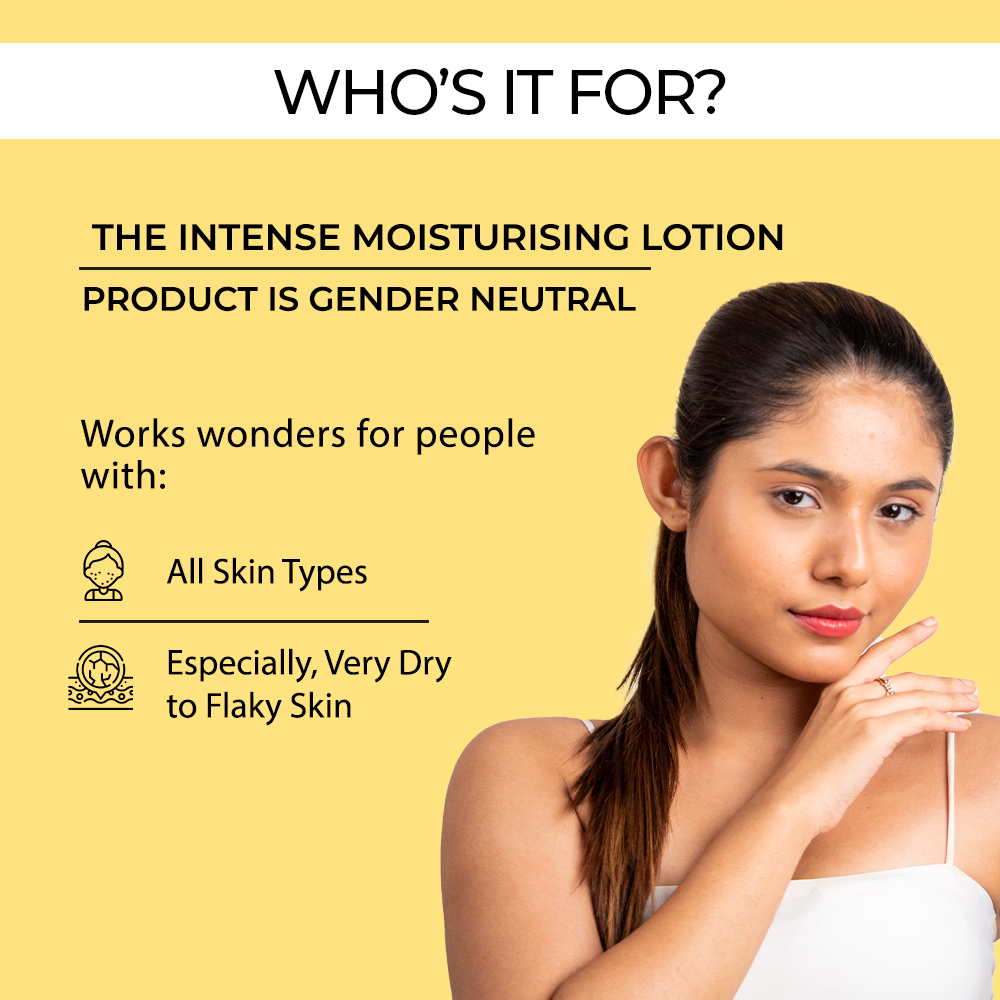 WHO'S IT FOR?
THE INTENSE MOISTURISING LOTION
PRODUCT IS GENDER NEUTRAL
Works wonders for people
with:
All Skin Types
Especially, Very Dry
to Flaky Skin